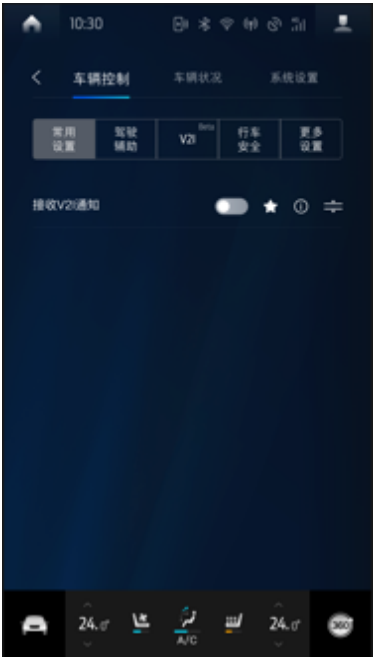 10:30
车辆控制 车辆状况 系统设置
常用 驾驶 V2I Beta 行车 更多
设置 辅助 安全 设置
接收V2I通知
24.0° 24.0°
A/C
360°